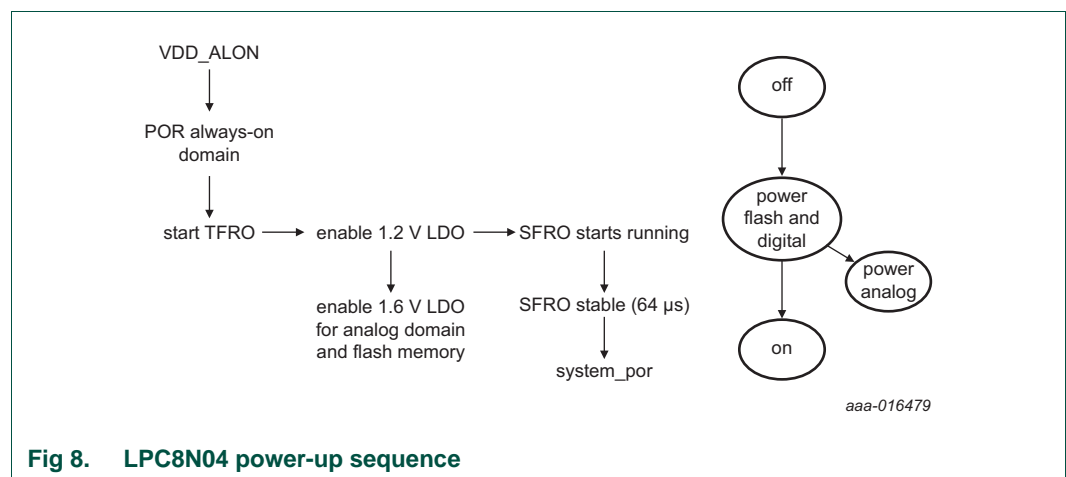 VDD_ALON
POR always-on
domain
start TFRO
enable 1.2 V LDO
SFRO starts running
enable 1.6 V LDO
for analog domain
and flash memory
SFRO stable (64 μs)
system_por
off
power
flash and
digital
power
analog
on
aaa-016479
Fig 8. LPC8N04 power-up sequence